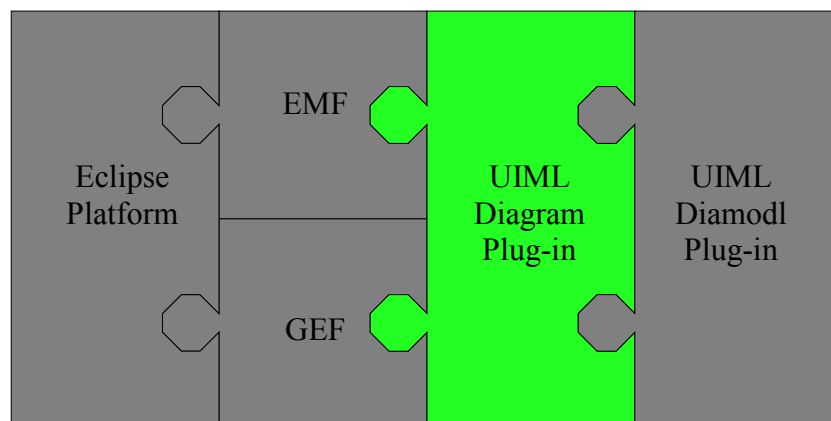 Eclipse
Platform
EMF
GEF
UIML
Diagram
Plug-in
UIML
Diamodl
Plug-in